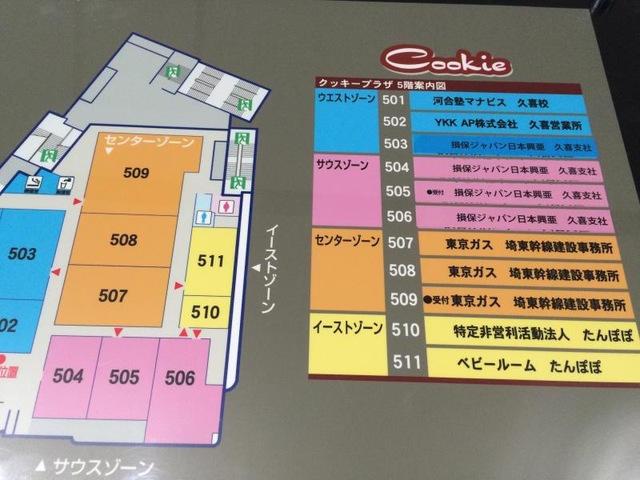 Cookie
クッキープラザ 5階案内図
ウエストゾーン 501 河合塾マナビス 久喜校
502 YKK AP株式会社 久喜営業所
503 損保ジャパン日本興亜 久喜支社
サウスゾーン 504 損保ジャパン日本興亜 久喜支社
505 ●受付 損保ジャパン日本興亜 久喜支社
506 損保ジャパン日本興亜 久喜支社
センターゾーン 507 東京ガス 埼東幹線建設事務所
508 東京ガス 埼東幹線建設事務所
509 ●受付 東京ガス 埼東幹線建設事務所
イーストゾーン 510 特定非営利活動法人 たんぽぽ
511 ベビールーム たんぽぽ
センターゾーン
▼
509
508
507
503
02
511
510
504 505 506
位置
◀イーストゾーン
▲サウスゾーン